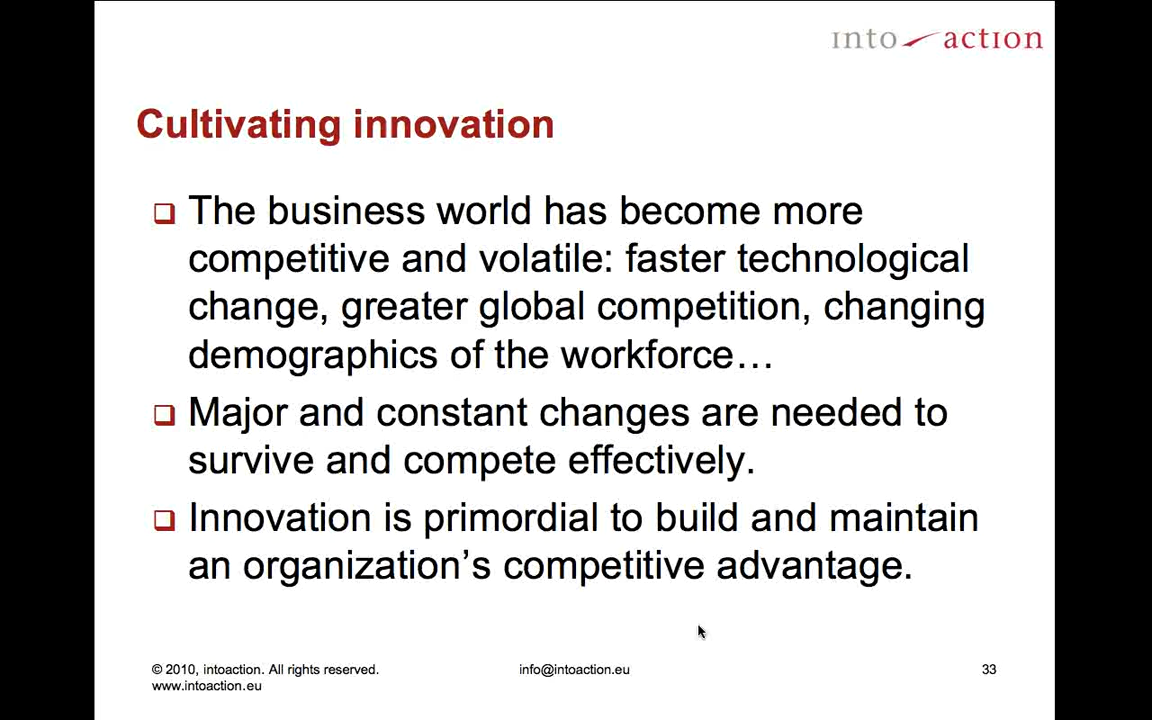 into action
Cultivating innovation
❑ The business world has become more
competitive and volatile: faster technological
change, greater global competition, changing
demographics of the workforce…
❑ Major and constant changes are needed to
survive and compete effectively.
❑ Innovation is primordial to build and maintain
an organization’s competitive advantage.
© 2010, intoaction. All rights reserved. info@intoaction.eu 33
www.intoaction.eu